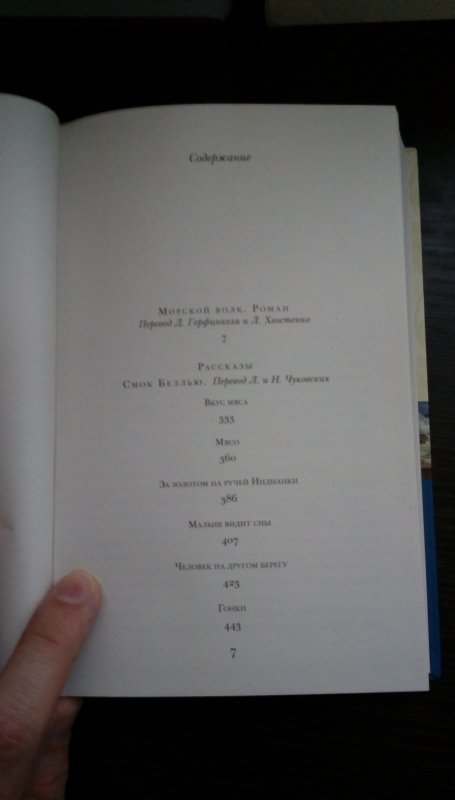 Содержание
Морской волк. Роман
Перевод Д. Горфинкеля и Л. Хвостенко
7
Рассказы
Смок Беллью. Перевод Л. и Н. Чуковских
Вкус мяса
333
Мясо
360
За золотом на ручей Индианки
386
Малыш видит сны
407
Человек на другом берегу
423
Гонки
443
7